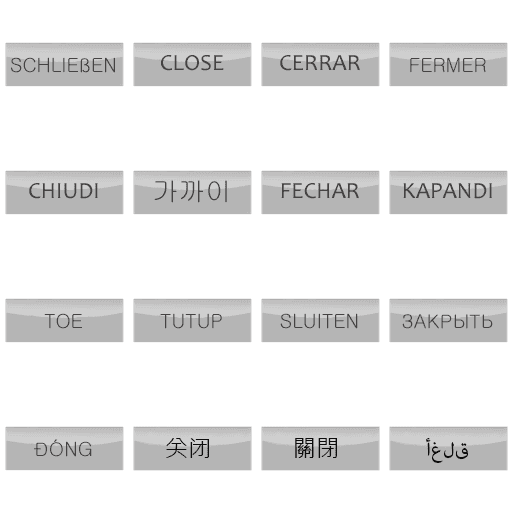 SCHLIEßEN
CLOSE
CERRAR
FERMER
CHIUDI
가까이
FECHAR
KAPANDI
TOE
TUTUP
SLUITEN
ЗАКРЫТЬ
ĐÓNG
关闭
關閉
أغلق